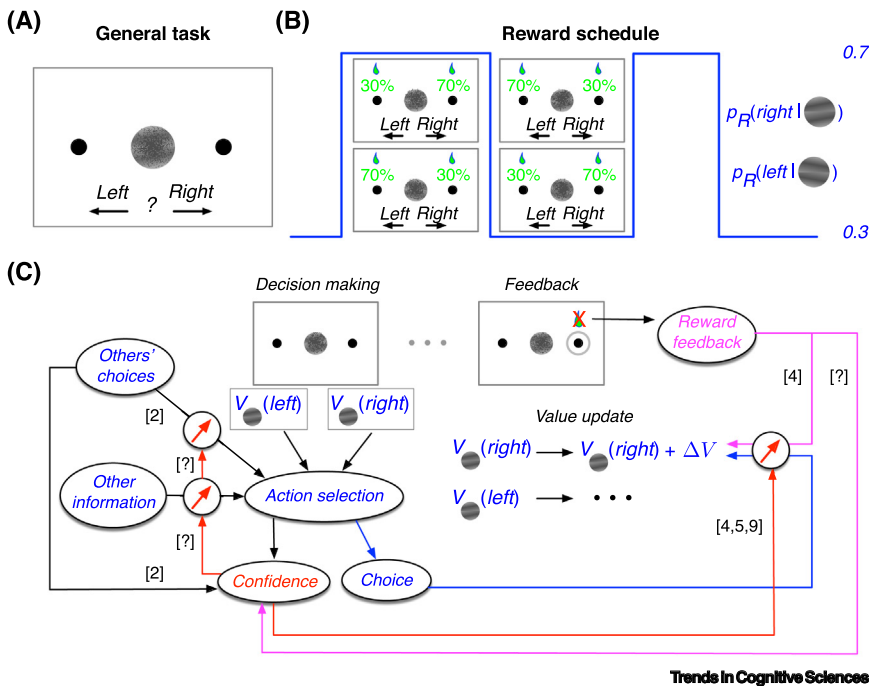 (A)
General task
Left ? Right
(B)
Reward schedule
30% 70%
Left Right
70% 30%
Left Right
70% 30%
Left Right
30% 70%
Left Right
0.7
pR(right| )
pR(left| )
0.3
(C)
Decision making
Feedback
X
Reward
feedback
Others'
choices
[2]
V (left)
V (right)
[4]
[?]
Value update
V (right) V (right) + ΔV
V (left)
[?]
Other
information
Action selection
[4,5,9]
[?]
[2]
Confidence
Choice
Trends in Cognitive Sciences